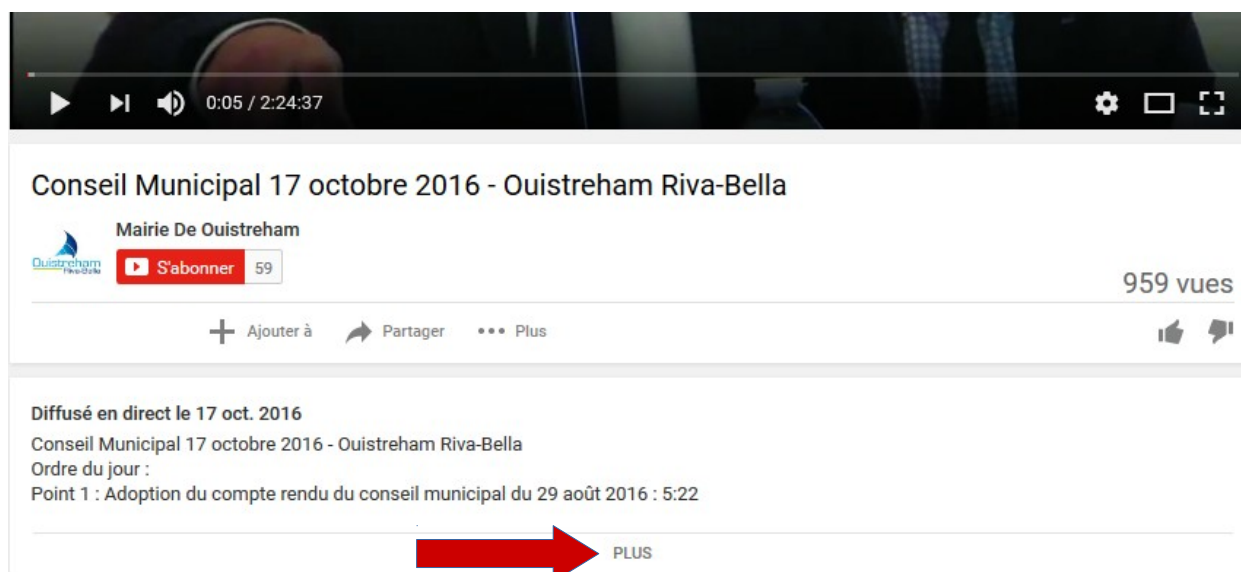 0:05 / 2:24:37
Conseil Municipal 17 octobre 2016 - Ouistreham Riva-Bella
Mairie De Ouistreham
Ouistreham
Riva-Bella
S'abonner 59
959 vues
Ajouter à Partager ••• Plus
Diffusé en direct le 17 oct. 2016
Conseil Municipal 17 octobre 2016 - Ouistreham Riva-Bella
Ordre du jour :
Point 1 : Adoption du compte rendu du conseil municipal du 29 août 2016 : 5:22
PLUS